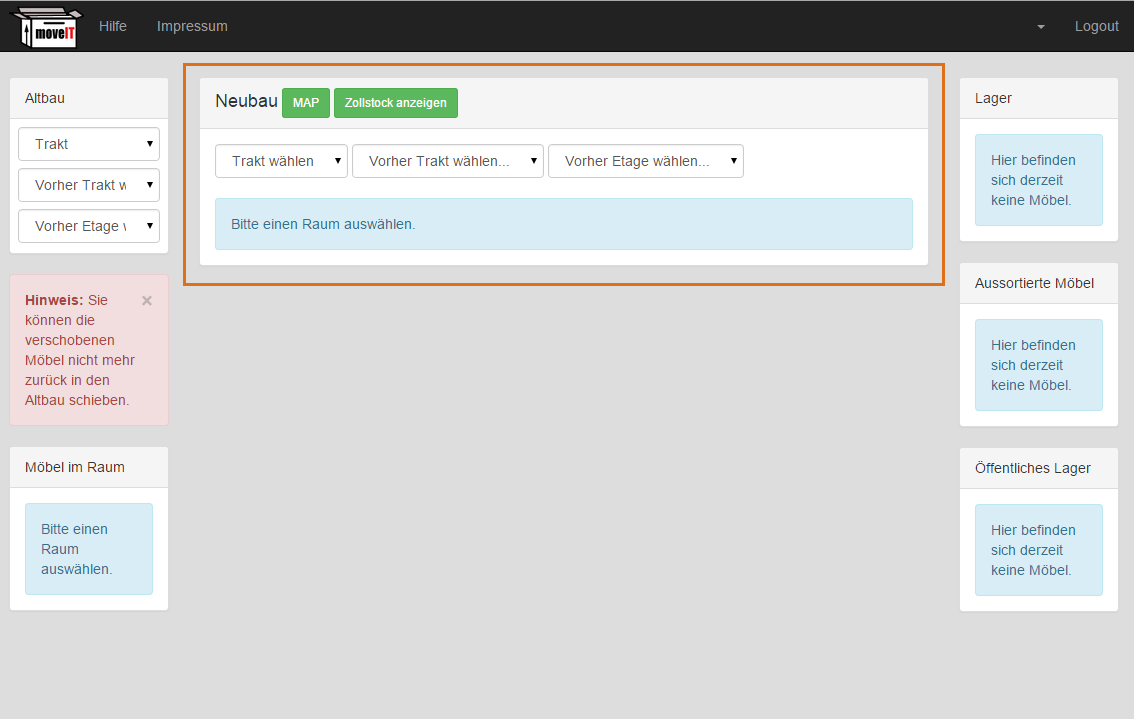 moveIT Hilfe Impressum Logout
Altbau
Trakt
Vorher Trakt w
Vorher Etage
Hinweis: Sie ×
können die
verschobenen
Möbel nicht mehr
zurück in den
Altbau schieben.
Möbel im Raum
Bitte einen
Raum
auswählen.
Neubau MAP Zollstock anzeigen
Trakt wählen Vorher Trakt wählen... Vorher Etage wählen...
Bitte einen Raum auswählen.
Lager
Hier befinden
sich derzeit
keine Möbel.
Aussortierte Möbel
Hier befinden
sich derzeit
keine Möbel.
Öffentliches Lager
Hier befinden
sich derzeit
keine Möbel.